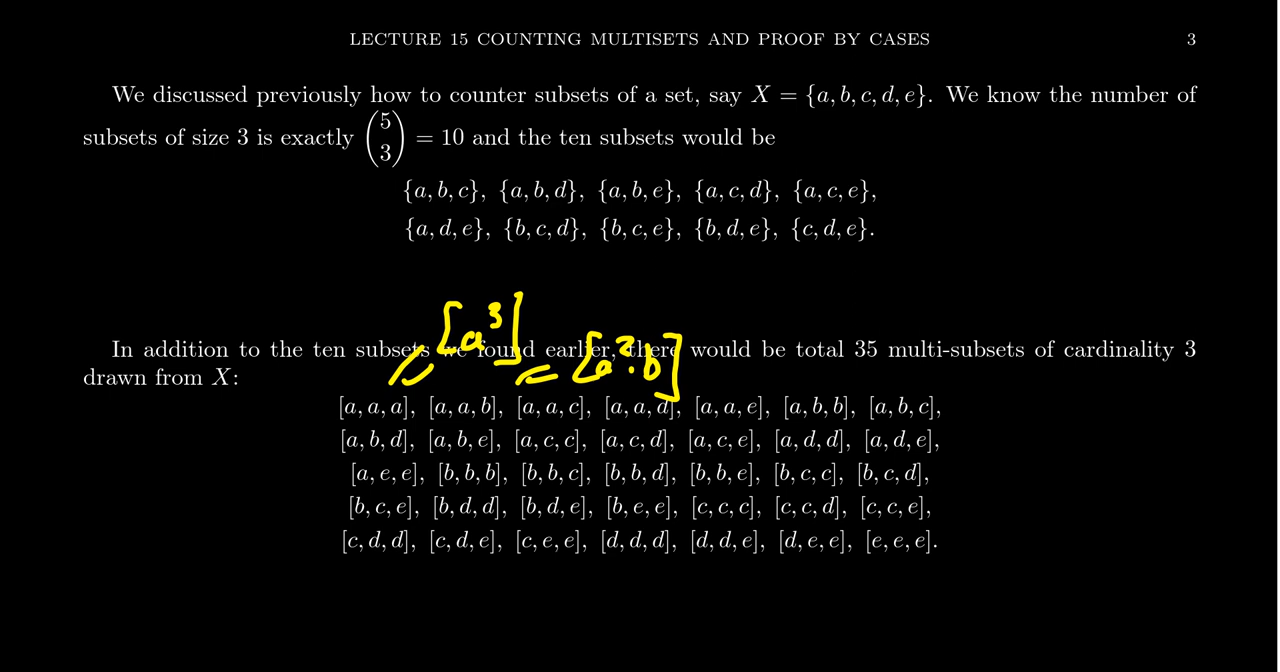 LECTURE 15 COUNTING MULTISETS AND PROOF BY CASES 3
We discussed previously how to counter subsets of a set, say X = {a, b, c, d, e}. We know the number of
subsets of size 3 is exactly (5 3) = 10 and the ten subsets would be
{a, b, c}, {a, b, d}, {a, b, e}, {a, c, d}, {a, c, e},
{a, d, e}, {b, c, d}, {b, c, e}, {b, d, e}, {c, d, e}.
= [a³] = [a²·b]
In addition to the ten subsets we found earlier, there would be total 35 multi-subsets of cardinality 3
drawn from X:
[a, a, a], [a, a, b], [a, a, c], [a, a, d], [a, a, e], [a, b, b], [a, b, c],
[a, b, d], [a, b, e], [a, c, c], [a, c, d], [a, c, e], [a, d, d], [a, d, e],
[a, e, e], [b, b, b], [b, b, c], [b, b, d], [b, b, e], [b, c, c], [b, c, d],
[b, c, e], [b, d, d], [b, d, e], [b, e, e], [c, c, c], [c, c, d], [c, c, e],
[c, d, d], [c, d, e], [c, e, e], [d, d, d], [d, d, e], [d, e, e], [e, e, e].